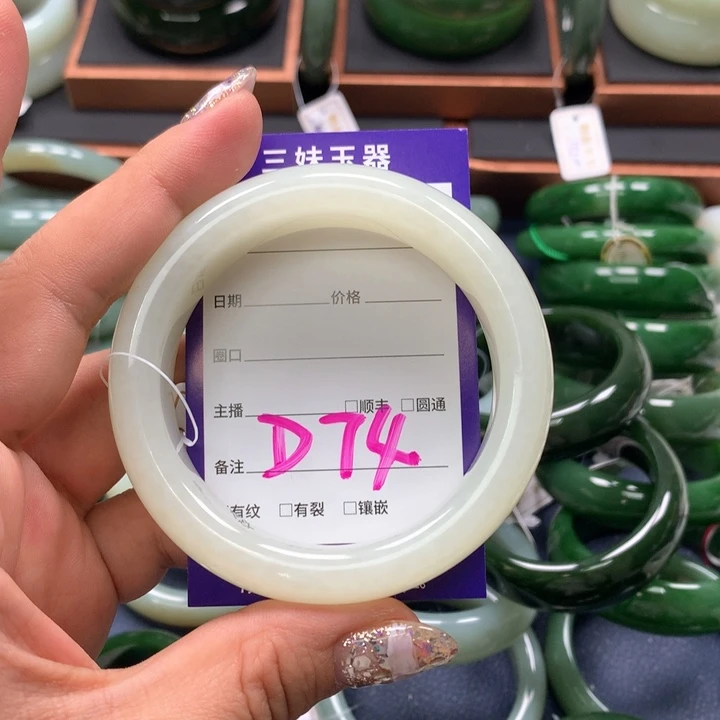 三妹玉器
日期 价格
圈口
主播 □顺丰 □圆通
D74
备注
有纹 □有裂 □镶嵌